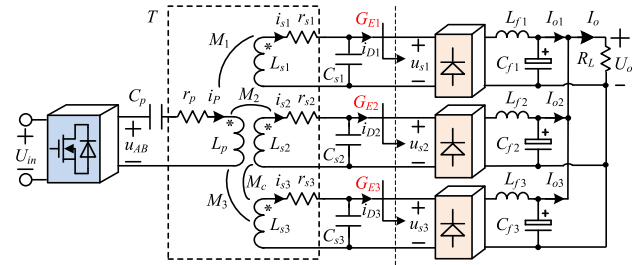 T
M1 is1 rs1 GE1 Lf1 Io1 Io
Ls1 Cs1 iD1 us1 Cf1 RL Uo
Cp rp iP M2 is2 rs2 GE2 Lf2 Io2
Uin uAB Lp Ls2 Cs2 iD2 us2 Cf2
M3 Mc is3 rs3 GE3 Lf3 Io3
Ls3 Cs3 iD3 us3 Cf3